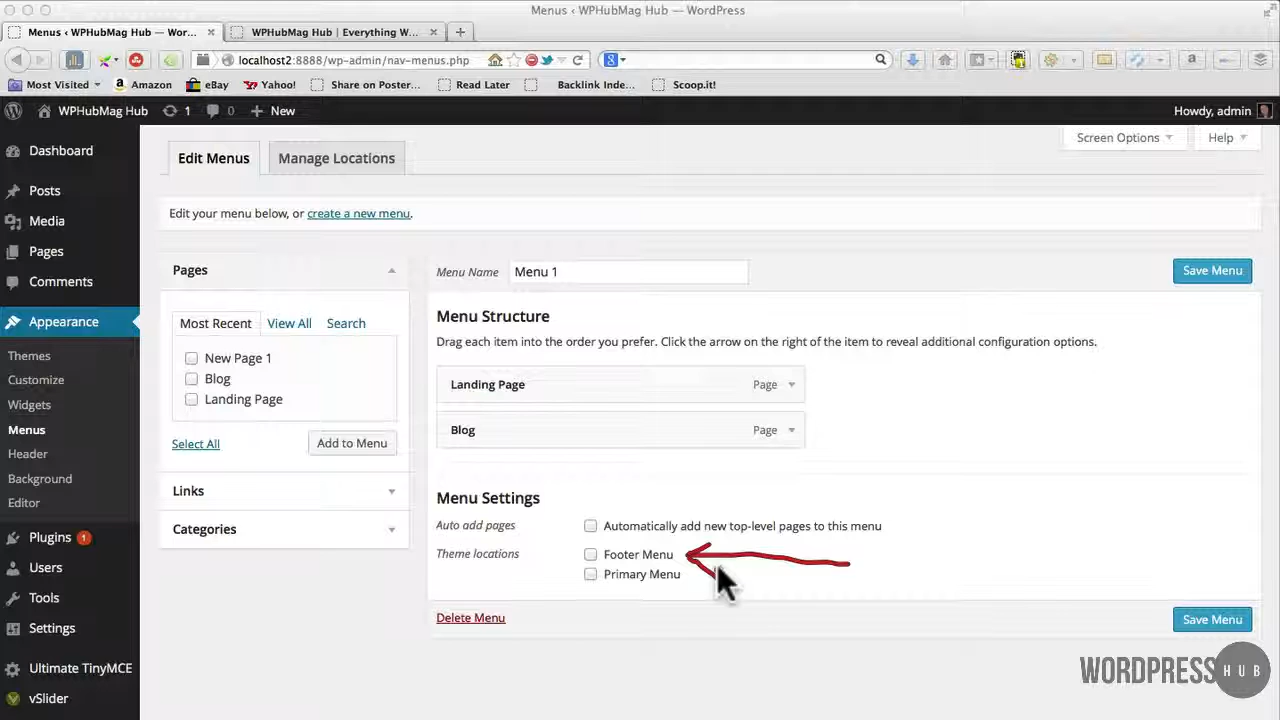 Menus ‹ WPHubMag Hub — WordPress
Menus ‹ WPHubMag Hub — Wor... × WPHubMag Hub | Everything W... × +
localhost2:8888/wp-admin/nav-menus.php
Most Visited Amazon eBay Yahoo! Share on Poster... Read Later Backlink Inde... Scoop.it!
WPHubMag Hub 1 0 + New Howdy, admin
Screen Options Help
Dashboard
Posts
Media
Pages
Comments
Appearance
Themes
Customize
Widgets
Menus
Header
Background
Editor
Plugins 1
Users
Tools
Settings
Ultimate TinyMCE
vSlider
Edit Menus Manage Locations
Edit your menu below, or create a new menu.
Pages
Most Recent View All Search
New Page 1
Blog
Landing Page
Select All Add to Menu
Links
Categories
Menu Name Menu 1 Save Menu
Menu Structure
Drag each item into the order you prefer. Click the arrow on the right of the item to reveal additional configuration options.
Landing Page Page
Blog Page
Menu Settings
Auto add pages Automatically add new top-level pages to this menu
Theme locations Footer Menu
Primary Menu
Delete Menu Save Menu
WORDPRESS HUB